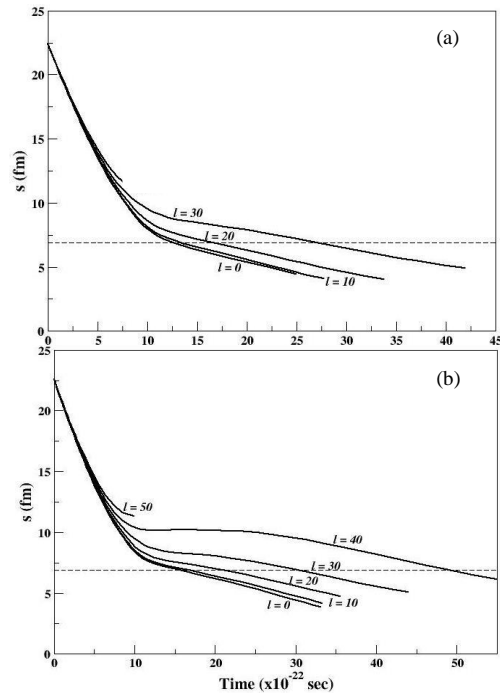 25
20
15
10
5
0
s (fm)
(a)
l = 30
l = 20
l = 10
l = 0
0 5 10 15 20 25 30 35 40 45
25
20
15
10
5
0
s (fm)
(b)
l = 50
l = 40
l = 30
l = 20
l = 10
l = 0
0 10 20 30 40 50
Time (x10⁻²² sec)